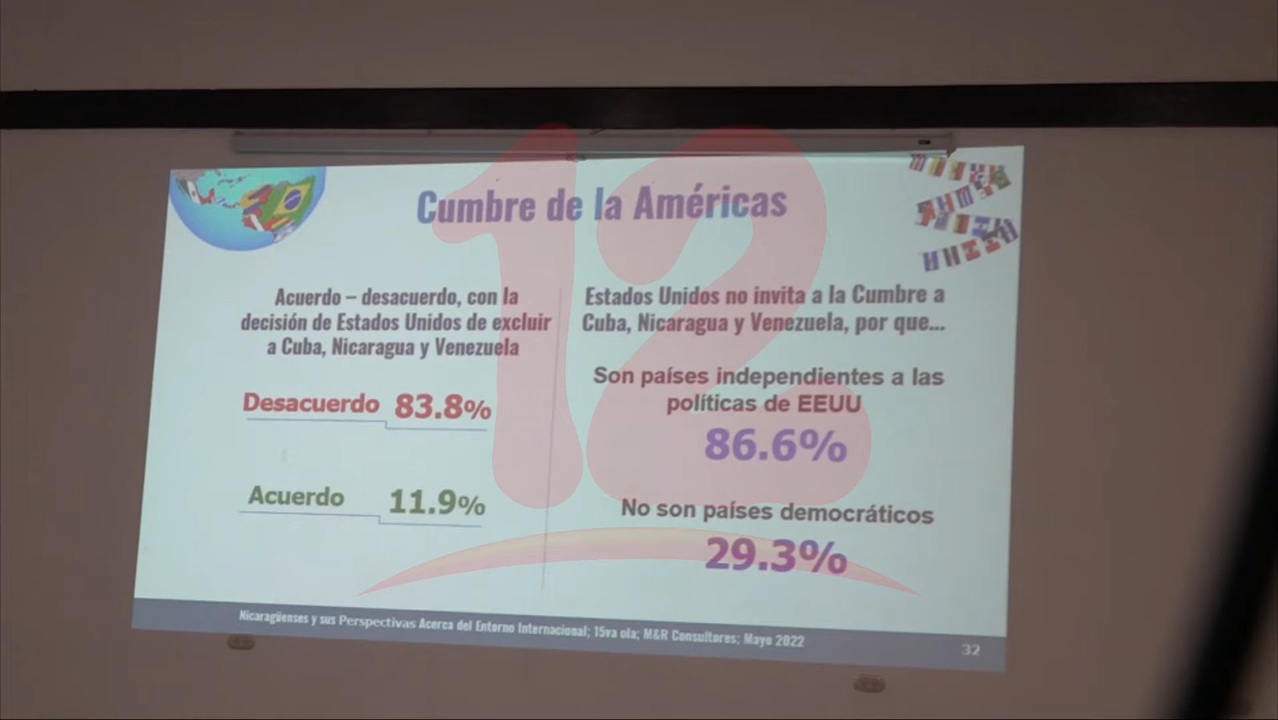 Cumbre de la Américas
Acuerdo – desacuerdo, con la
decisión de Estados Unidos de excluir
a Cuba, Nicaragua y Venezuela
Desacuerdo 83.8%
Acuerdo 11.9%
Estados Unidos no invita a la Cumbre a
Cuba, Nicaragua y Venezuela, por que...
Son países independientes a las
políticas de EEUU
86.6%
No son países democráticos
29.3%
Nicaragüenses y sus Perspectivas Acerca del Entorno Internacional; 15va ola; M&R Consultores; Mayo 2022
32
12